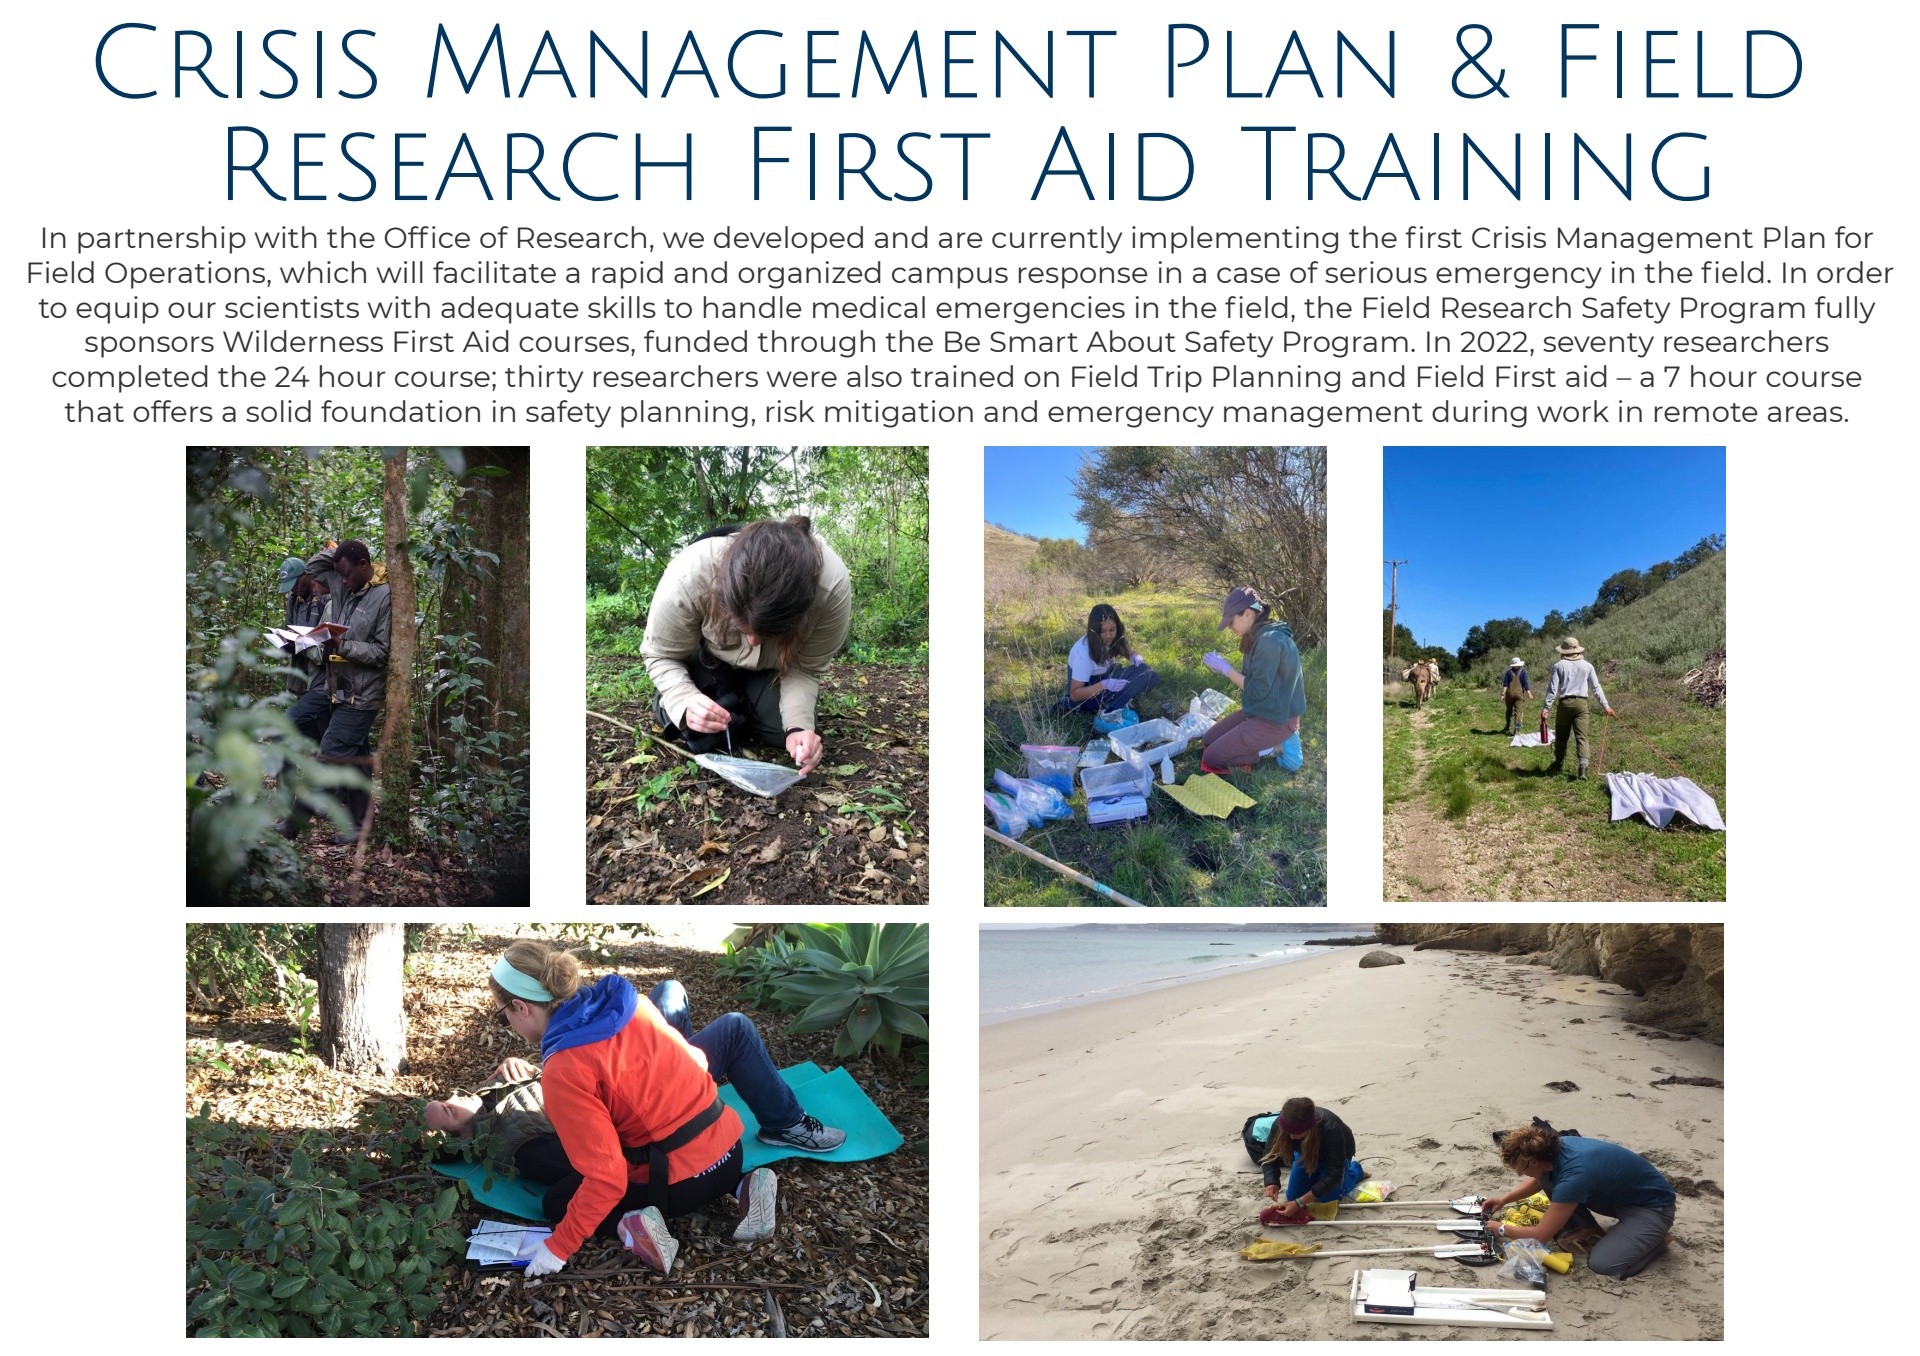 Crisis Management Plan & Field
Research First Aid Training
In partnership with the Office of Research, we developed and are currently implementing the first Crisis Management Plan for
Field Operations, which will facilitate a rapid and organized campus response in a case of serious emergency in the field. In order
to equip our scientists with adequate skills to handle medical emergencies in the field, the Field Research Safety Program fully
sponsors Wilderness First Aid courses, funded through the Be Smart About Safety Program. In 2022, seventy researchers
completed the 24 hour course; thirty researchers were also trained on Field Trip Planning and Field First aid – a 7 hour course
that offers a solid foundation in safety planning, risk mitigation and emergency management during work in remote areas.